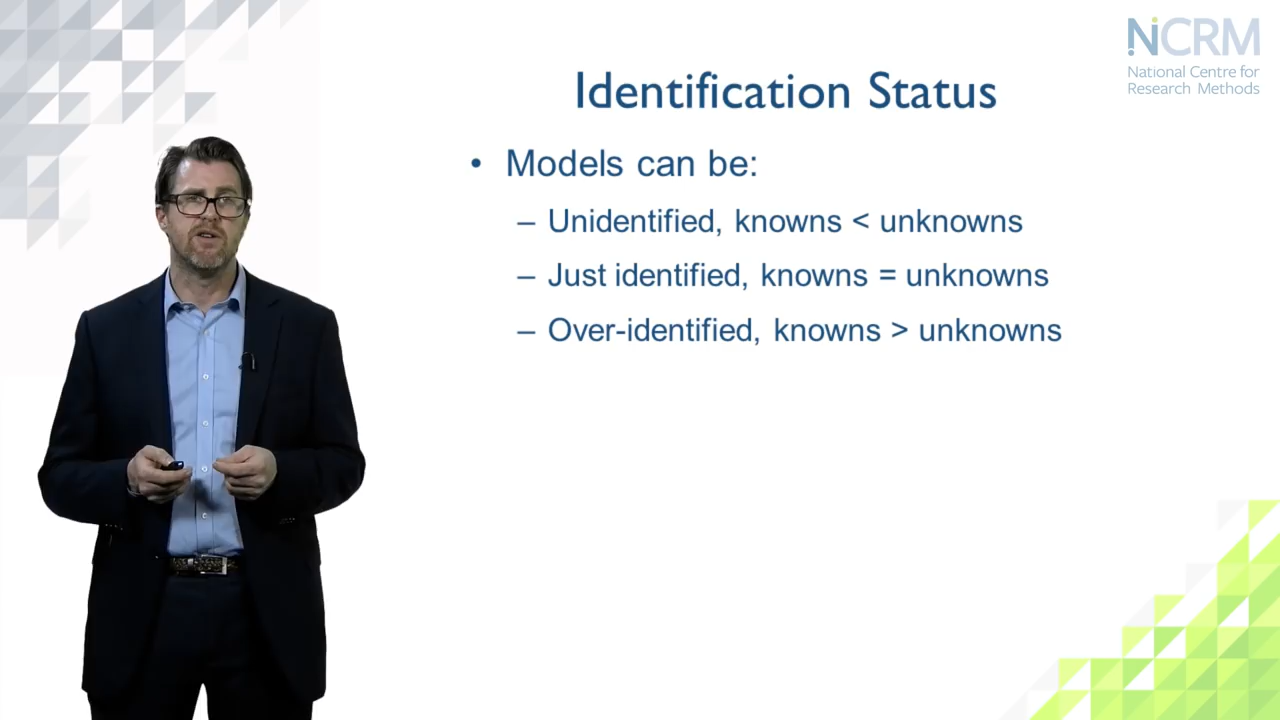 NCRM
National Centre for
Research Methods
Identification Status
• Models can be:
– Unidentified, knowns < unknowns
– Just identified, knowns = unknowns
– Over-identified, knowns > unknowns